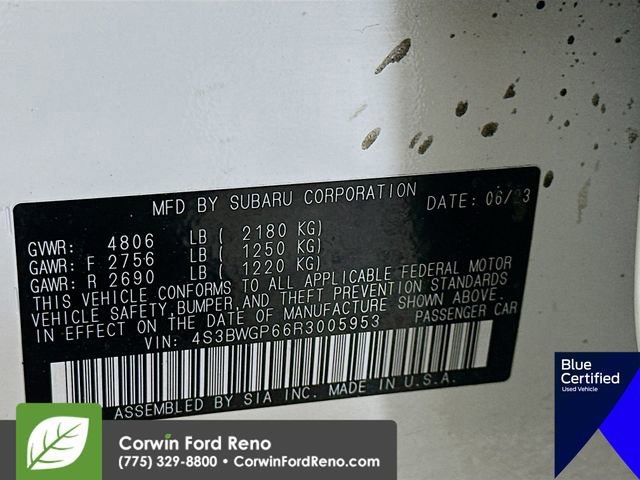 MFD BY SUBARU CORPORATION DATE: 06/23
GVWR: 4806 LB ( 2180 KG)
GAWR: F 2756 LB ( 1250 KG)
GAWR: R 2690 LB ( 1220 KG)
THIS VEHICLE CONFORMS TO ALL APPLICABLE FEDERAL MOTOR
VEHICLE SAFETY,BUMPER,AND THEFT PREVENTION STANDARDS
IN EFFECT ON THE DATE OF MANUFACTURE SHOWN ABOVE.
VIN: 4S3BWGP66R3005953 PASSENGER CAR
ASSEMBLED BY SIA INC. MADE IN U.S.A.
Blue
Certified
Used Vehicle
Corwin Ford Reno
(775) 329-8800 • CorwinFordReno.com